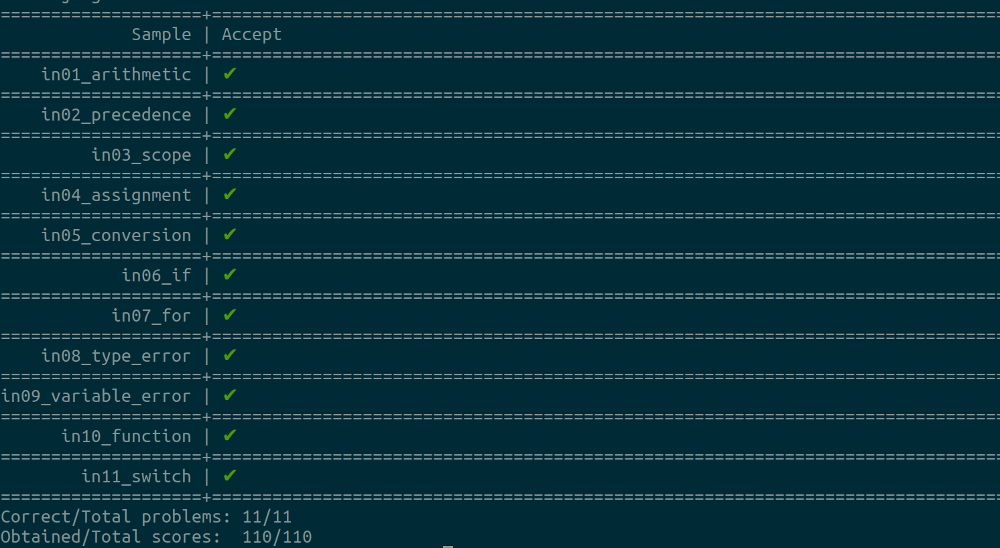 ===================+===============================================================================
Sample | Accept
====================+===============================================================================
in01_arithmetic | ✔
====================+===============================================================================
in02_precedence | ✔
====================+===============================================================================
in03_scope | ✔
====================+===============================================================================
in04_assignment | ✔
====================+===============================================================================
in05_conversion | ✔
====================+===============================================================================
in06_if | ✔
====================+===============================================================================
in07_for | ✔
====================+===============================================================================
in08_type_error | ✔
====================+===============================================================================
in09_variable_error | ✔
====================+===============================================================================
in10_function | ✔
====================+===============================================================================
in11_switch | ✔
====================+===============================================================================
Correct/Total problems: 11/11
Obtained/Total scores:  110/110